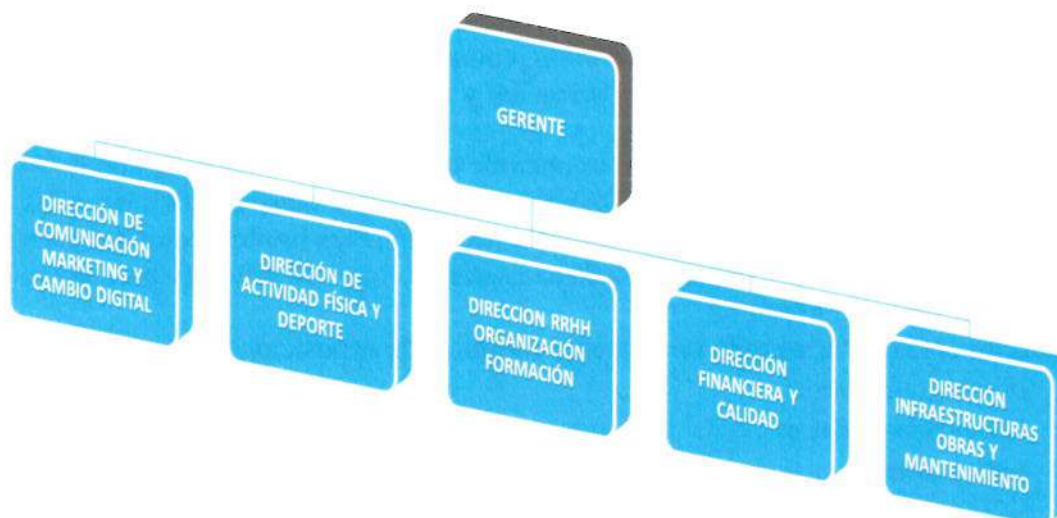 GERENTE
DIRECCIÓN DE
COMUNICACIÓN
MARKETING Y
CAMBIO DIGITAL
DIRECCIÓN DE
ACTIVIDAD FÍSICA Y
DEPORTE
DIRECCION RRHH
ORGANIZACIÓN
FORMACIÓN
DIRECCIÓN
FINANCIERA Y
CALIDAD
DIRECCIÓN
INFRAESTRUCTURAS
OBRAS Y
MANTENIMIENTO